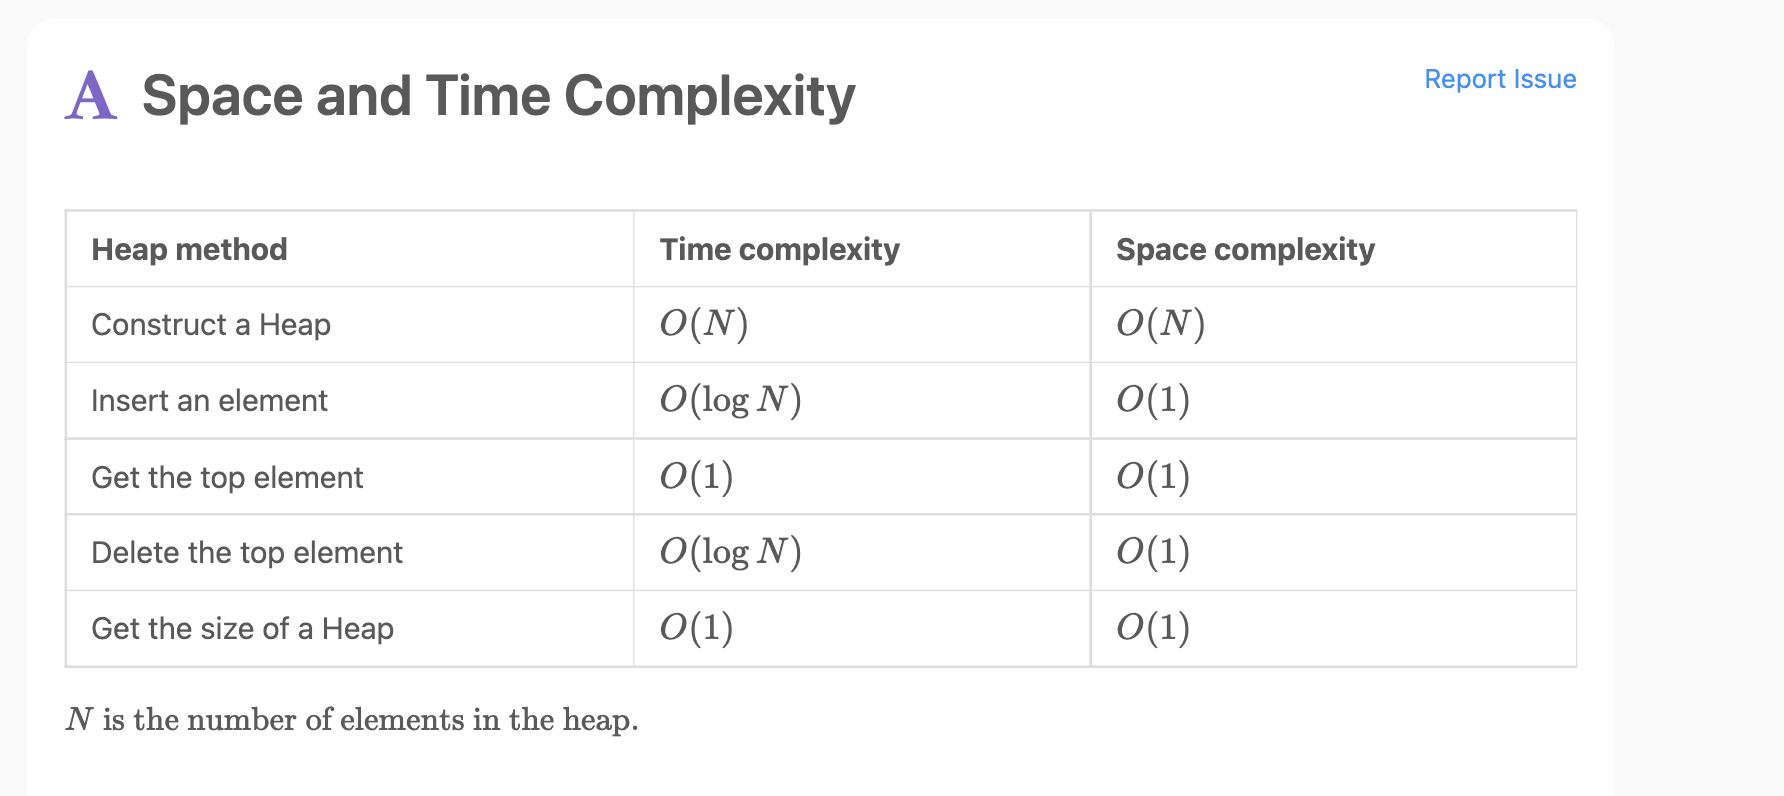 A Space and Time Complexity
Report Issue
Heap method Time complexity Space complexity
Construct a Heap O(N) O(N)
Insert an element O(log N) O(1)
Get the top element O(1) O(1)
Delete the top element O(log N) O(1)
Get the size of a Heap O(1) O(1)
N is the number of elements in the heap.